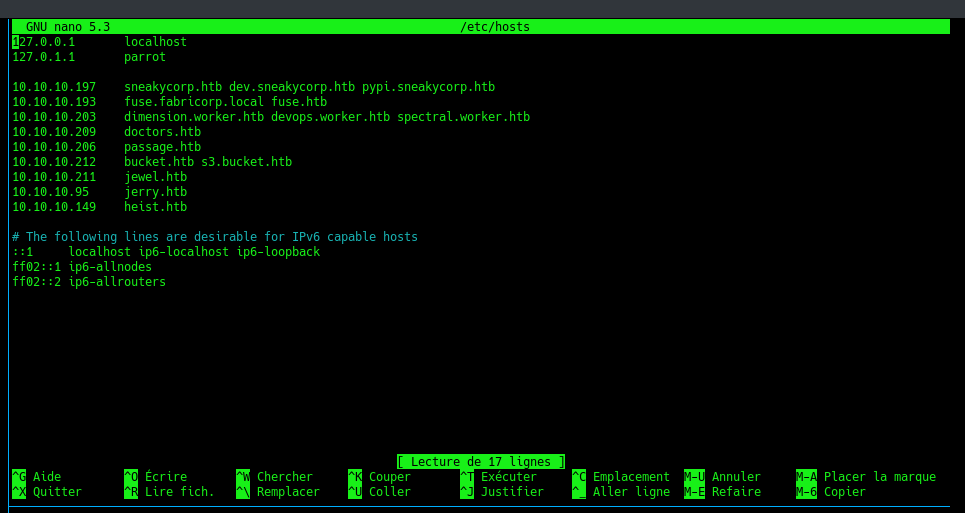 GNU nano 5.3 /etc/hosts
127.0.0.1 localhost
127.0.1.1 parrot
10.10.10.197 sneakycorp.htb dev.sneakycorp.htb pypi.sneakycorp.htb
10.10.10.193 fuse.fabricorp.local fuse.htb
10.10.10.203 dimension.worker.htb devops.worker.htb spectral.worker.htb
10.10.10.209 doctors.htb
10.10.10.206 passage.htb
10.10.10.212 bucket.htb s3.bucket.htb
10.10.10.211 jewel.htb
10.10.10.95 jerry.htb
10.10.10.149 heist.htb
# The following lines are desirable for IPv6 capable hosts
::1 localhost ip6-localhost ip6-loopback
ff02::1 ip6-allnodes
ff02::2 ip6-allrouters
[ Lecture de 17 lignes ]
^G Aide ^O Écrire ^W Chercher ^K Couper ^T Exécuter ^C Emplacement M-U Annuler M-A Placer la marque
^X Quitter ^R Lire fich. ^\ Remplacer ^U Coller ^J Justifier ^_ Aller ligne M-E Refaire M-6 Copier